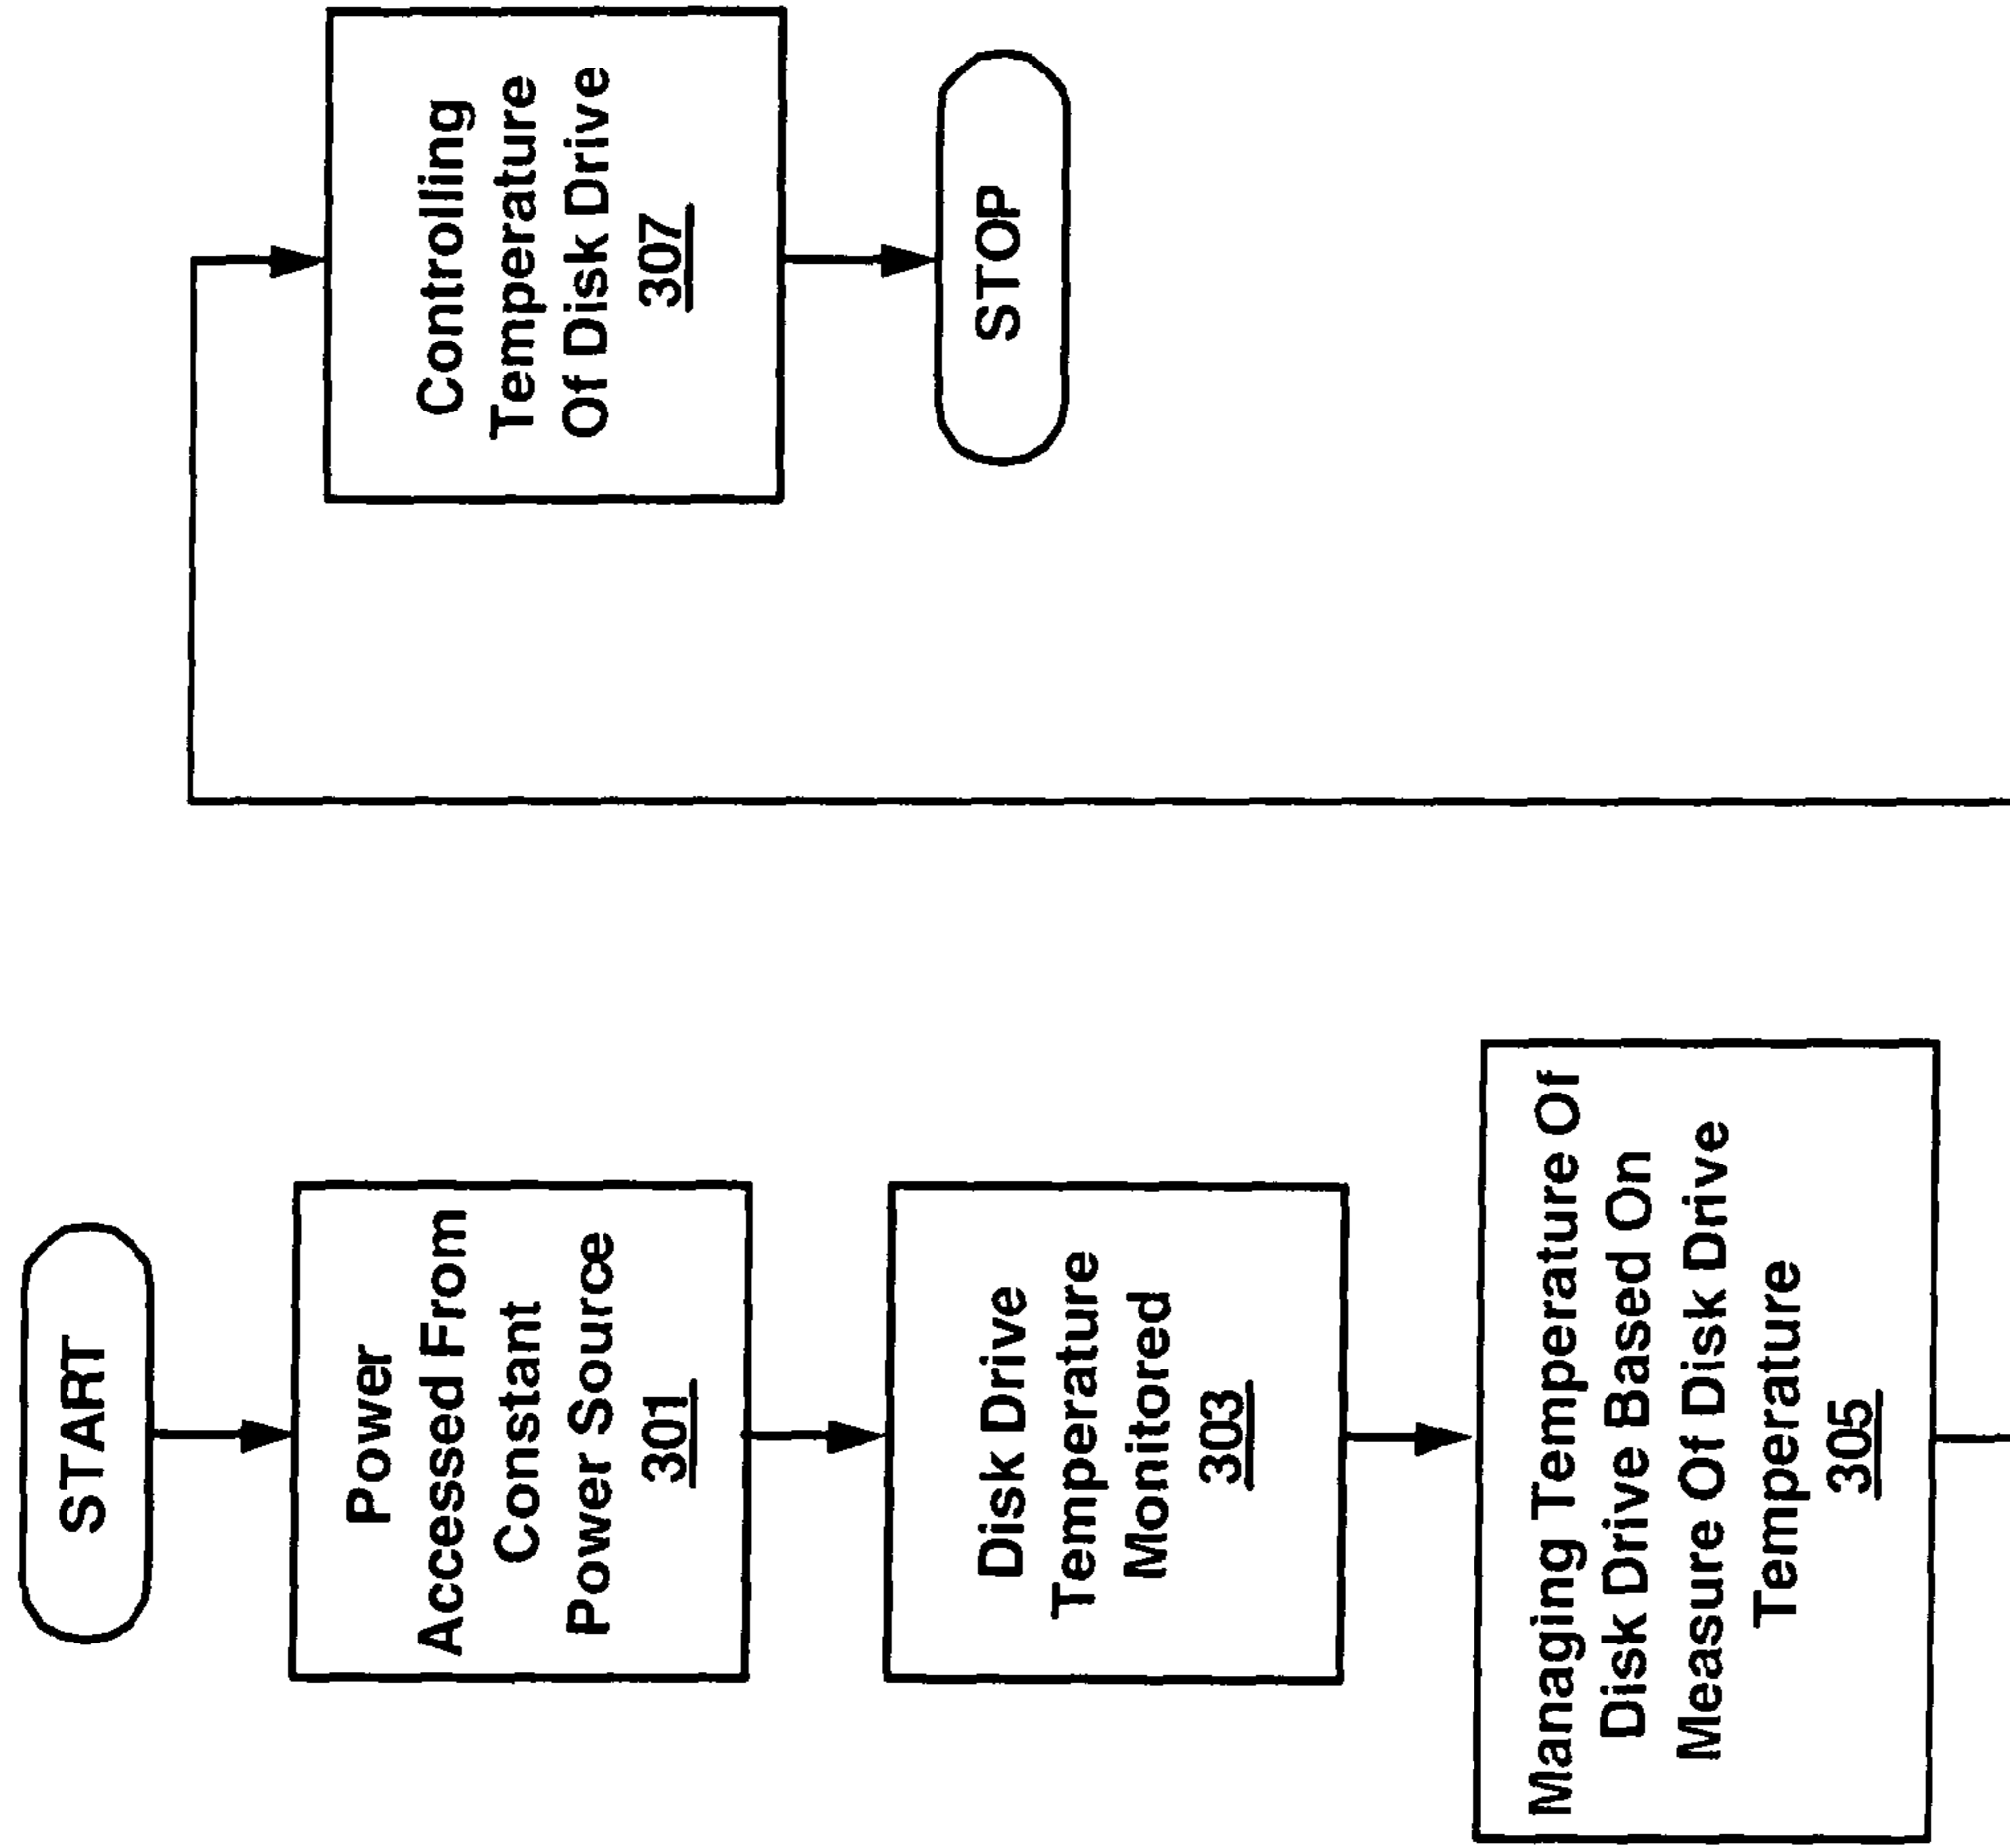 START
Power
Accessed From
Constant
Power Source
301
Disk Drive
Temperature
Monitored
303
Managing Temperature Of
Disk Drive Based On
Measure Of Disk Drive
Temperature
305
Controlling
Temperature
Of Disk Drive
307
STOP